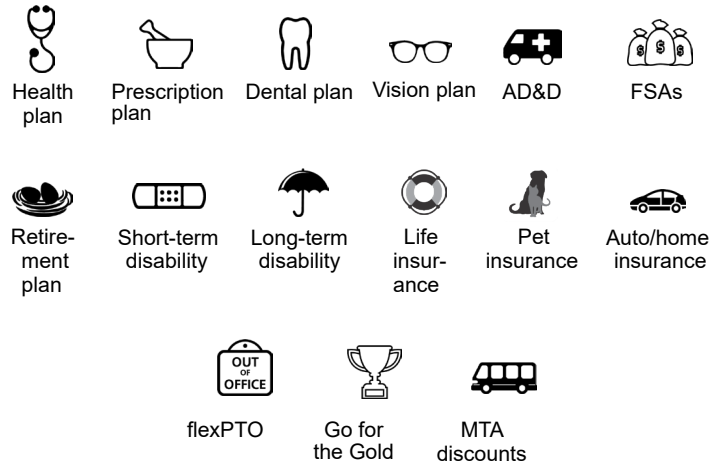 Health
plan
Prescription
plan
Dental plan
Vision plan
AD&D
$ $ $
FSAs
Retire-
ment
plan
Short-term
disability
Long-term
disability
Life
insur-
ance
Pet
insurance
Auto/home
insurance
OUT
OF
OFFICE
flexPTO
Go for
the Gold
MTA
discounts